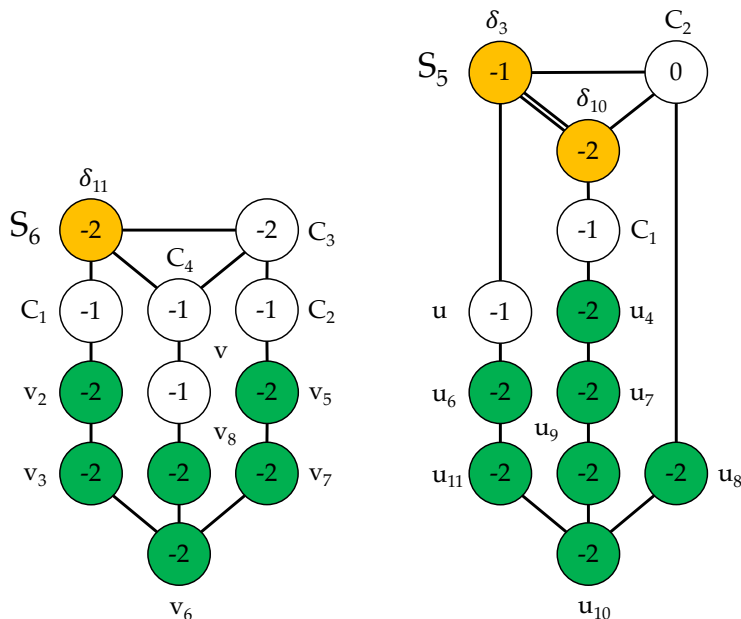 δ₃ C₂
S₅ -1 0
δ₁₀
-2
δ₁₁
S₆ -2 -2 C₃
-1 C₁
C₄
C₁ -1 -1 -1 C₂
u -1 -2 u₄
v
v₂ -2 -1 -2 v₅
u₆ -2 -2 u₇
v₈ u₉
v₃ -2 -2 -2 v₇
u₁₁ -2 -2 -2 u₈
-2 -2
v₆ u₁₀